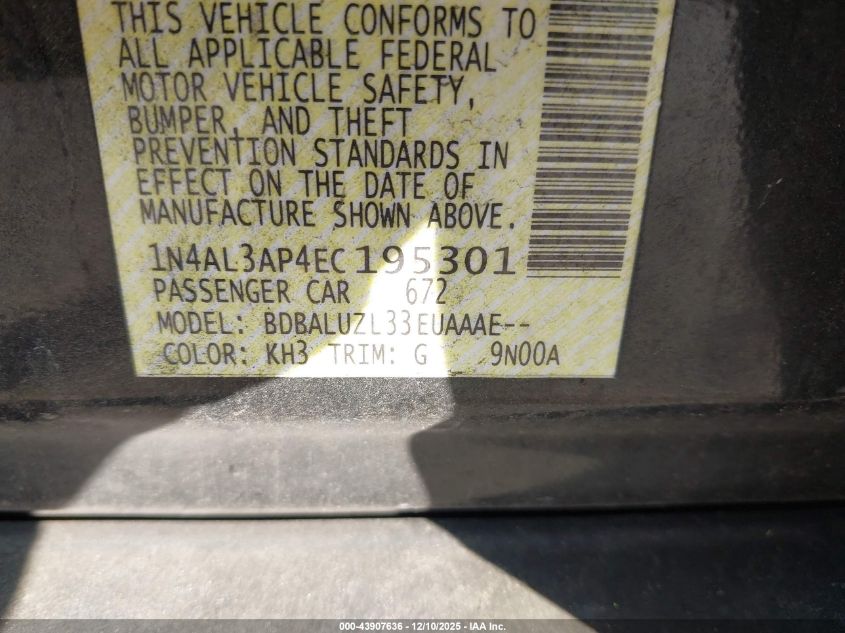 THIS VEHICLE CONFORMS TO
ALL APPLICABLE FEDERAL
MOTOR VEHICLE SAFETY,
BUMPER, AND THEFT
PREVENTION STANDARDS IN
EFFECT ON THE DATE OF
MANUFACTURE SHOWN ABOVE.
1N4AL3AP4EC195301
PASSENGER CAR 672
MODEL: BDBALUZL33EUAAAE--
COLOR: KH3 TRIM: G 9N00A
000-43907636 - 12/10/2025 - IAA Inc.